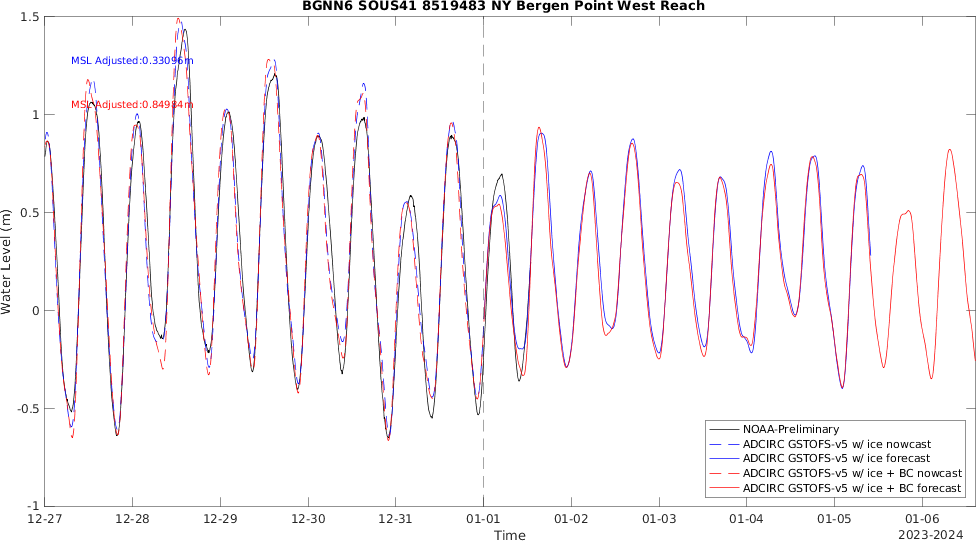 BGNN6 SOUS41 8519483 NY Bergen Point West Reach
Water Level (m)
1.5
1
0.5
0
-0.5
-1
MSL Adjusted:0.33096m
MSL Adjusted:0.84984m
NOAA-Preliminary
ADCIRC GSTOFS-v5 w/ ice nowcast
ADCIRC GSTOFS-v5 w/ ice forecast
ADCIRC GSTOFS-v5 w/ ice + BC nowcast
ADCIRC GSTOFS-v5 w/ ice + BC forecast
12-27 12-28 12-29 12-30 12-31 01-01 01-02 01-03 01-04 01-05 01-06
Time
2023-2024